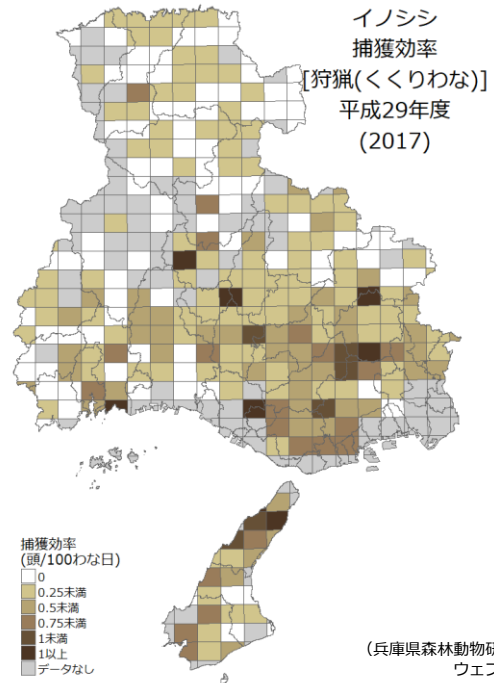 イノシシ
捕獲効率
[狩猟(くくりわな)]
平成29年度
(2017)
捕獲効率
(頭/100わな日)
0
0.25未満
0.5未満
0.75未満
1未満
1以上
データなし
(兵庫県森林動物研
ウェブ